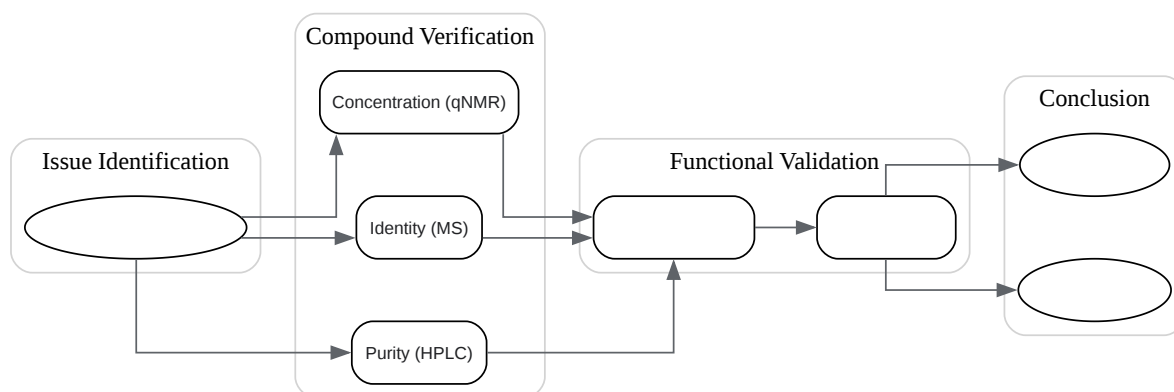 Compound Verification
Concentration (qNMR)
Conclusion
Issue Identification
Functional Validation
Identity (MS)
Purity (HPLC)